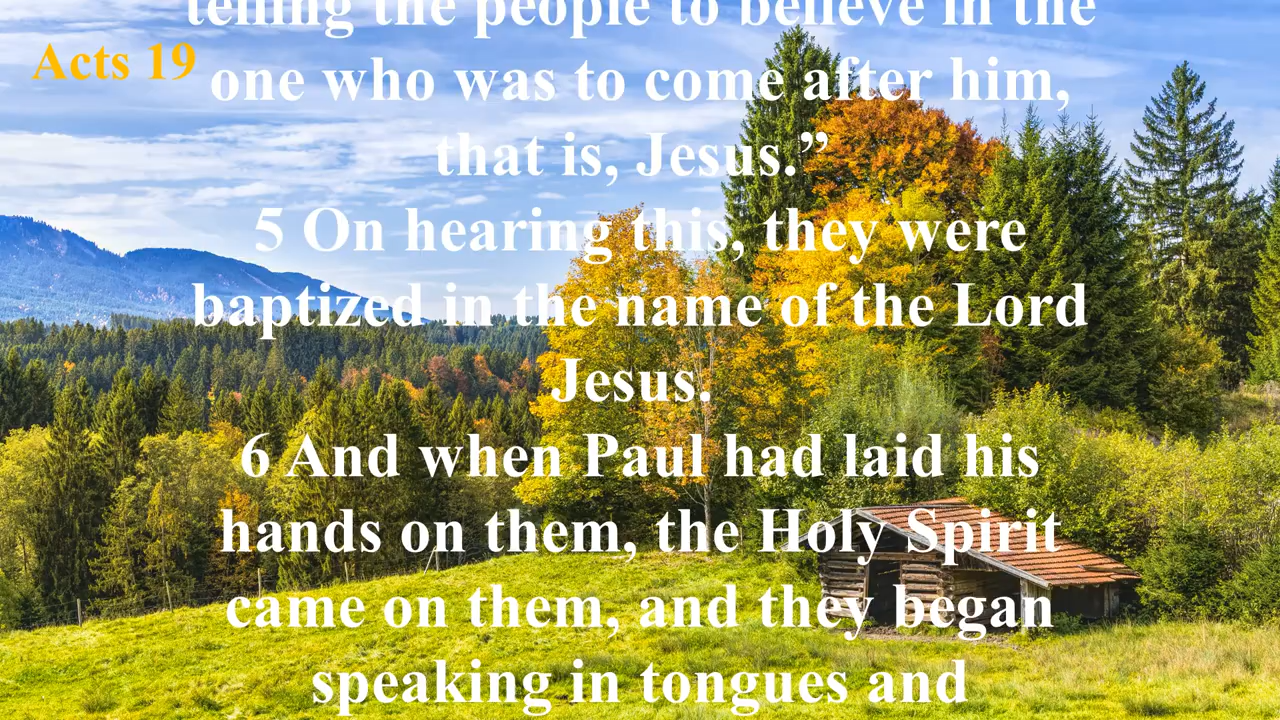 telling the people to believe in the
Acts 19
one who was to come after him,
that is, Jesus.”
5 On hearing this, they were
baptized in the name of the Lord
Jesus.
6 And when Paul had laid his
hands on them, the Holy Spirit
came on them, and they began
speaking in tongues and